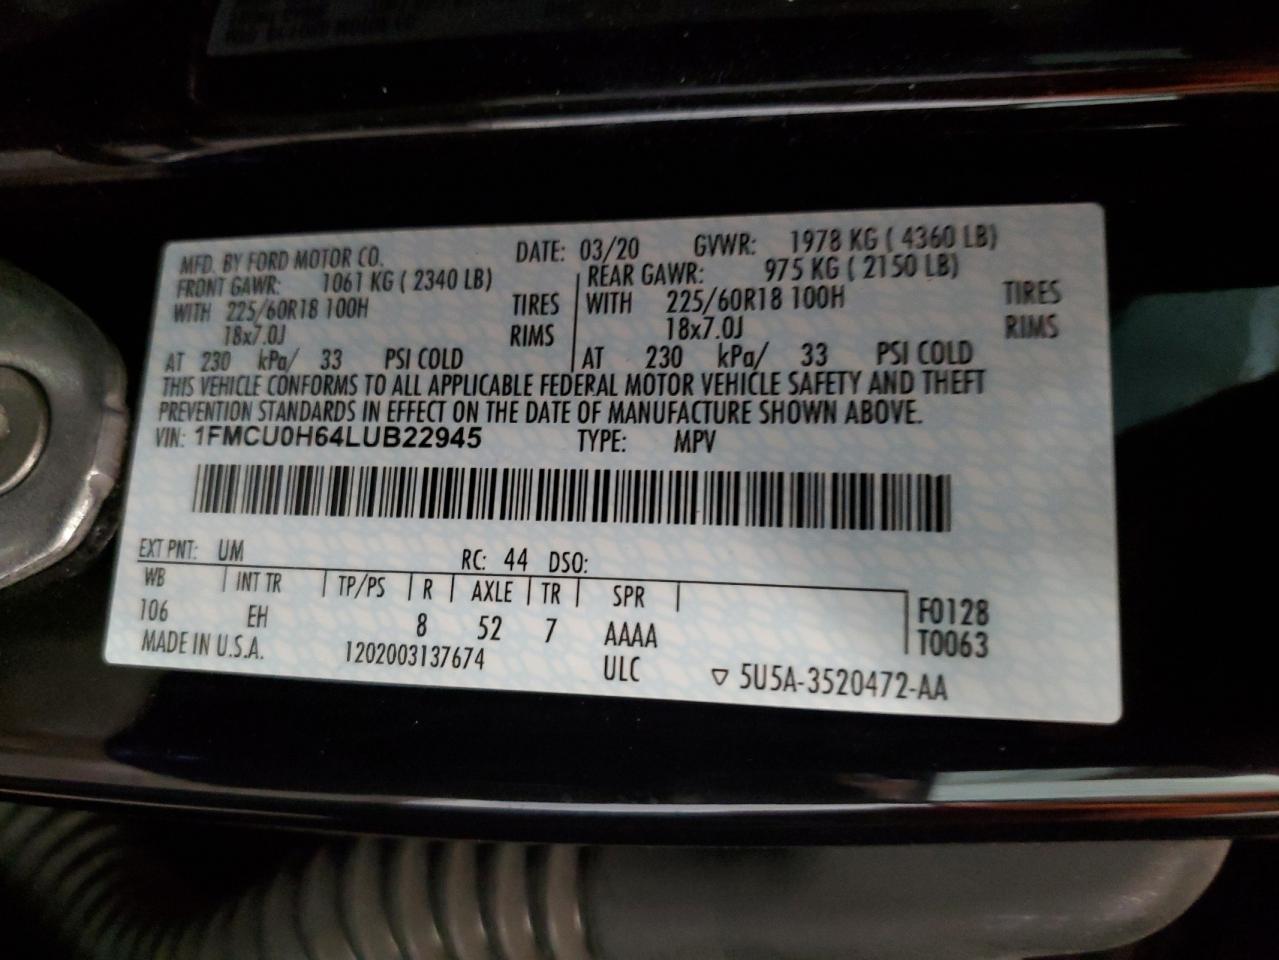 MFD. BY FORD MOTOR CO. DATE: 03/20 GVWR: 1978 KG ( 4360 LB)
FRONT GAWR: 1061 KG ( 2340 LB) REAR GAWR: 975 KG ( 2150 LB)
WITH 225/60R18 100H TIRES WITH 225/60R18 100H TIRES
18x7.0J RIMS 18x7.0J RIMS
AT 230 kPa/ 33 PSI COLD AT 230 kPa/ 33 PSI COLD
THIS VEHICLE CONFORMS TO ALL APPLICABLE FEDERAL MOTOR VEHICLE SAFETY AND THEFT
PREVENTION STANDARDS IN EFFECT ON THE DATE OF MANUFACTURE SHOWN ABOVE.
VIN: 1FMCU0H64LUB22945 TYPE: MPV
EXT PNT: UM RC: 44 DSO:
WB INT TR TP/PS R AXLE TR SPR
106 EH 8 52 7 AAAA F0128
T0063
MADE IN U.S.A. 1202003137674 ULC ▽ 5U5A-3520472-AA